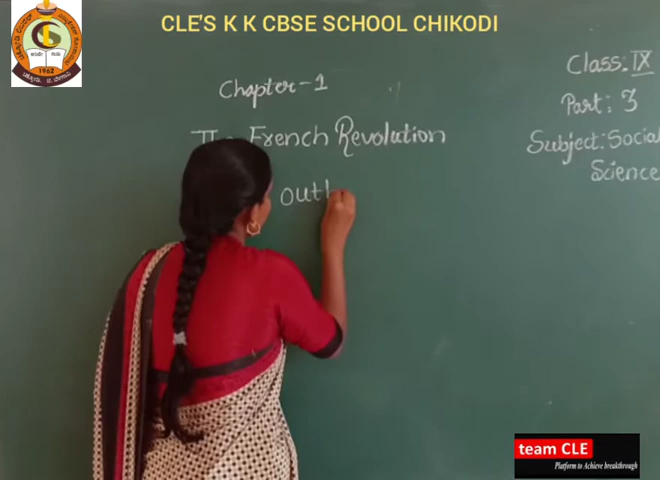 CLE'S K K CBSE SCHOOL CHIKODI
Chapter-1
French Revolution
outl
Class: IX
Part: 3
Subject: Social
Science
1962
team CLE
Platform to Achieve breakthrough